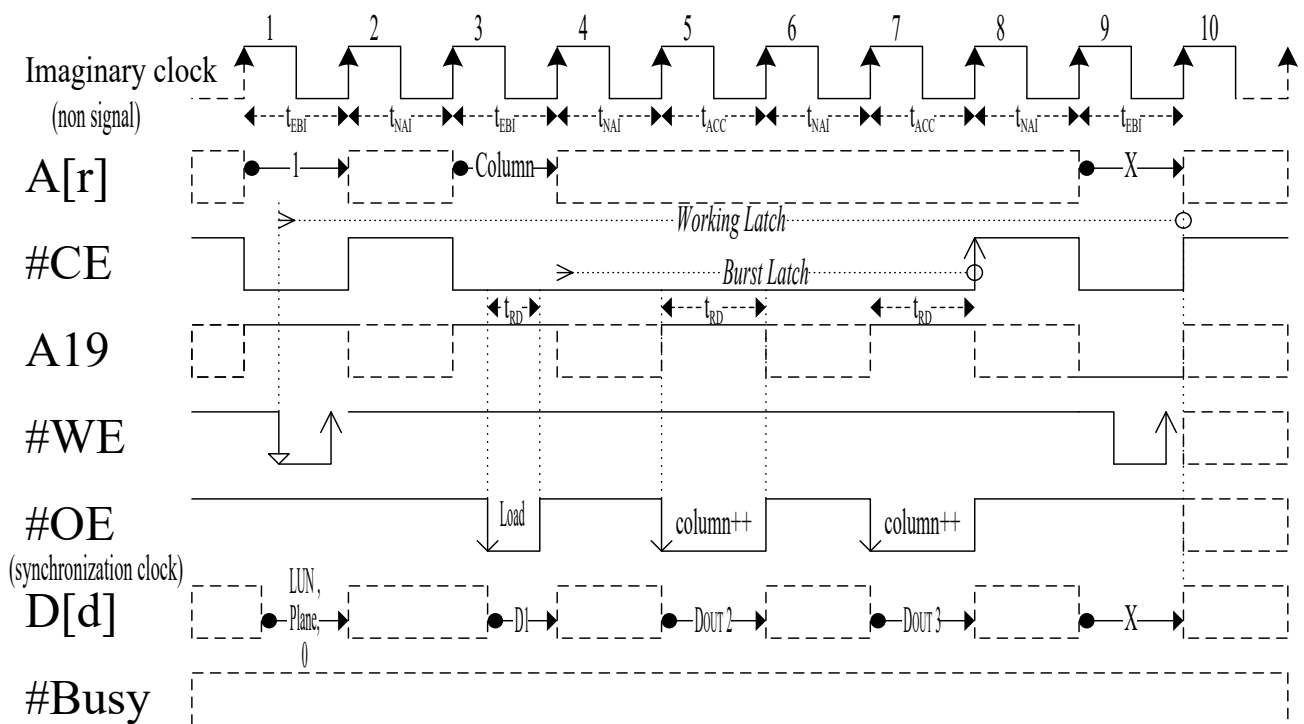 1 2 3 4 5 6 7 8 9 10
Imaginary clock
(non signal)
tEBI tNAI tEBI tNAI tACC tNAI tACC tNAI tEBI
A[r]
1 Column X
Working Latch
#CE
Burst Latch
tRD tRD tRD
A19
#WE
#OE
Load column++ column++
(synchronization clock)
D[d]
LUN ,
Plane,
0
D1 DOUT 2 DOUT 3 X
#Busy